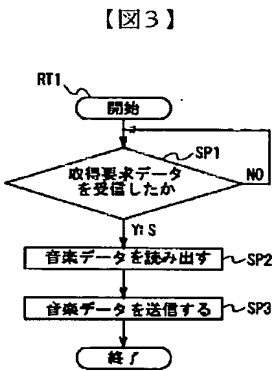 【図3】
RT1
開始
SP1
取得要求データ
を受信したか
NO
YES
音楽データを読み出す
SP2
音楽データを送信する
SP3
終了